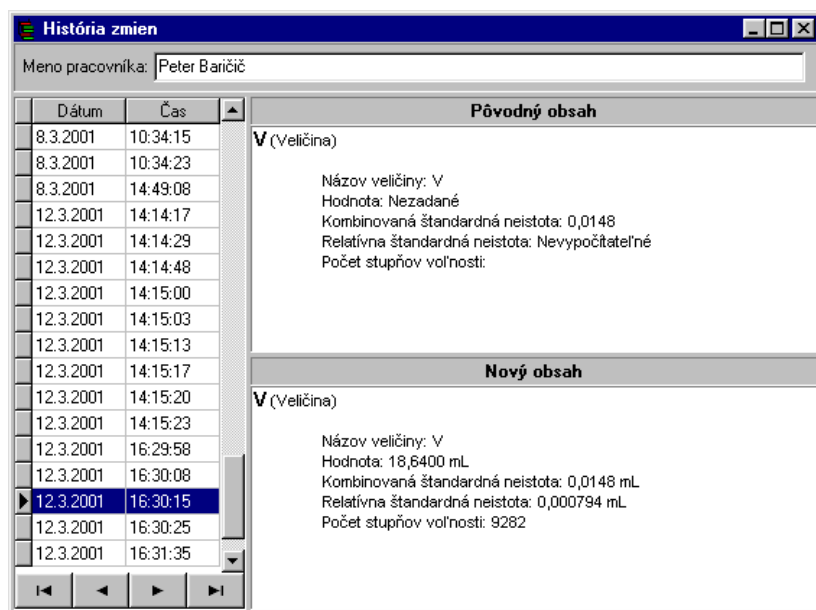 História zmien
Meno pracovníka: Peter Baričič
Dátum Čas
8.3.2001 10:34:15
8.3.2001 10:34:23
8.3.2001 14:49:08
12.3.2001 14:14:17
12.3.2001 14:14:29
12.3.2001 14:14:48
12.3.2001 14:15:00
12.3.2001 14:15:03
12.3.2001 14:15:13
12.3.2001 14:15:17
12.3.2001 14:15:20
12.3.2001 14:15:23
12.3.2001 16:29:58
12.3.2001 16:30:08
12.3.2001 16:30:15
12.3.2001 16:30:25
12.3.2001 16:31:35
Pôvodný obsah
V (Veličina)
Názov veličiny: V
Hodnota: Nezadané
Kombinovaná štandardná neistota: 0,0148
Relatívna štandardná neistota: Nevypočítateľné
Počet stupňov voľnosti:
Nový obsah
V (Veličina)
Názov veličiny: V
Hodnota: 18,6400 mL
Kombinovaná štandardná neistota: 0,0148 mL
Relatívna štandardná neistota: 0,000794 mL
Počet stupňov voľnosti: 9282